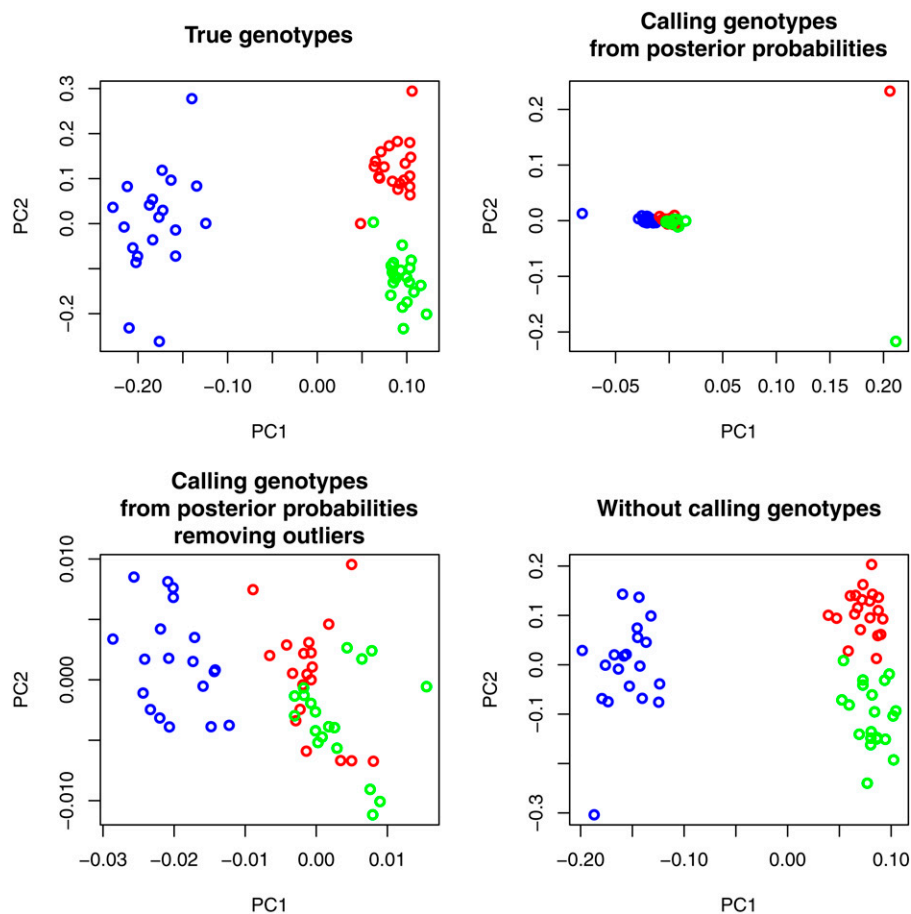 True genotypes
0.3
0.2
0.1
0.0
−0.2
PC2
−0.20
−0.10
0.00
0.10
PC1
Calling genotypes
from posterior probabilities
0.2
0.1
0.0
−0.1
−0.2
PC2
−0.05
0.05
0.10
0.15
0.20
PC1
Calling genotypes
from posterior probabilities
removing outliers
0.010
0.000
−0.010
PC2
−0.03
−0.02
−0.01
0.00
0.01
PC1
Without calling genotypes
0.2
0.1
0.0
−0.1
−0.3
PC2
−0.20
−0.10
0.00
0.10
PC1